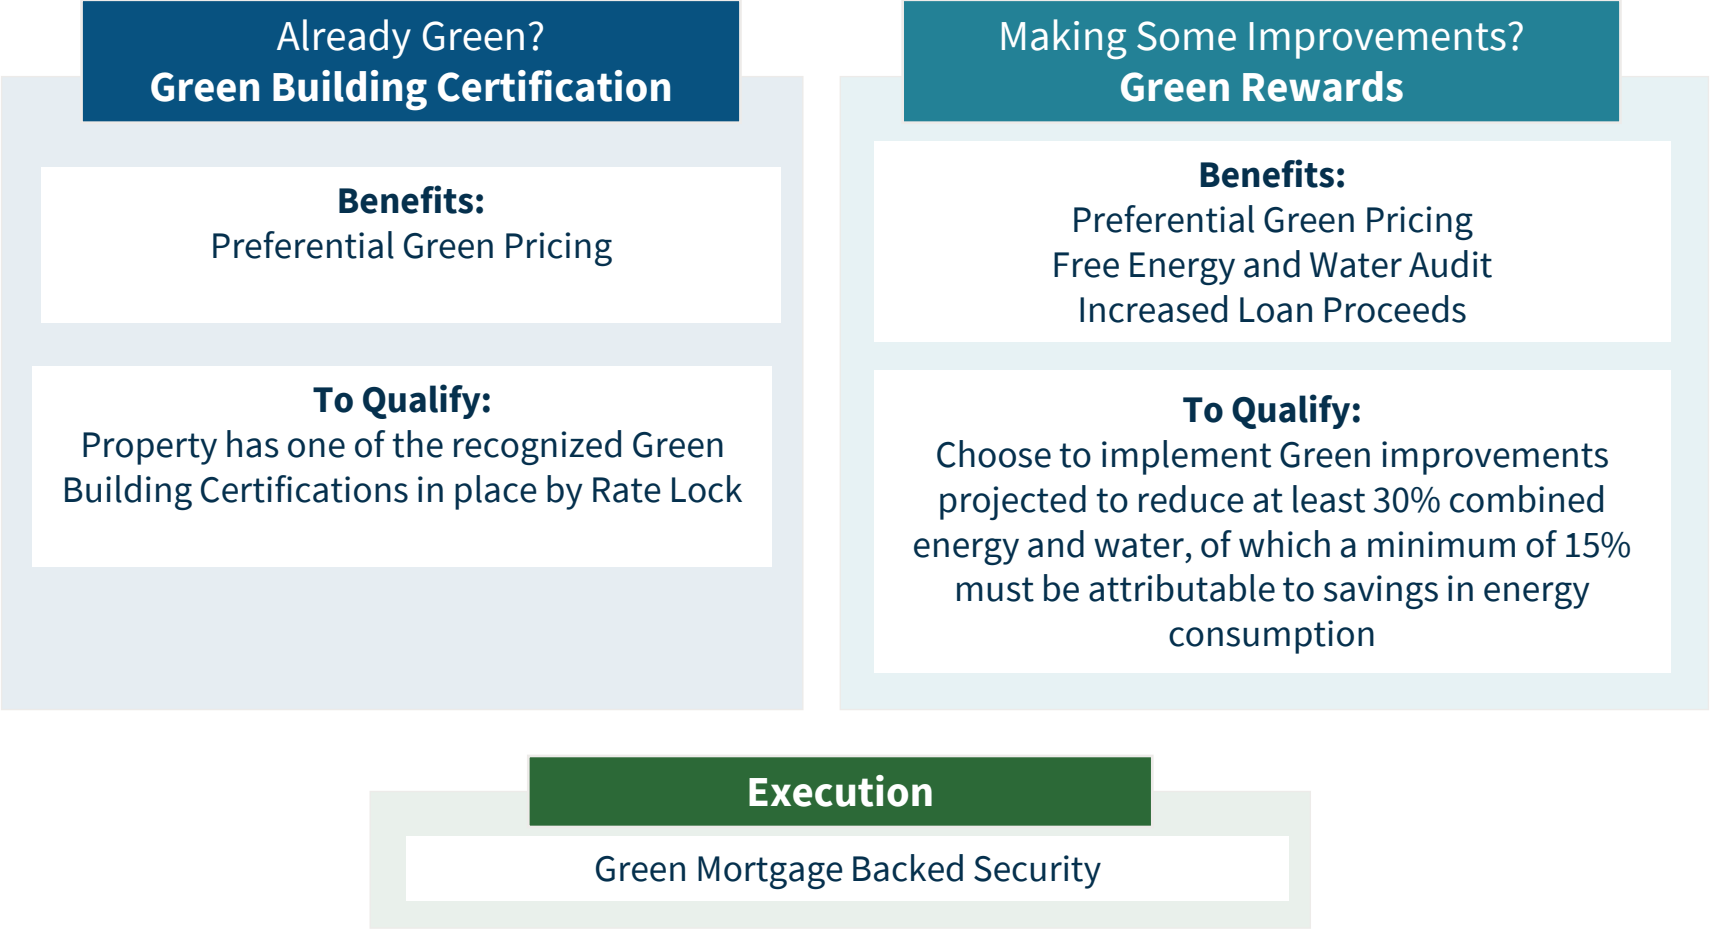 Already Green?
Green Building Certification
Benefits:
Preferential Green Pricing
To Qualify:
Property has one of the recognized Green
Building Certifications in place by Rate Lock
Making Some Improvements?
Green Rewards
Benefits:
Preferential Green Pricing
Free Energy and Water Audit
Increased Loan Proceeds
To Qualify:
Choose to implement Green improvements
projected to reduce at least 30% combined
energy and water, of which a minimum of 15%
must be attributable to savings in energy
consumption
Execution
Green Mortgage Backed Security